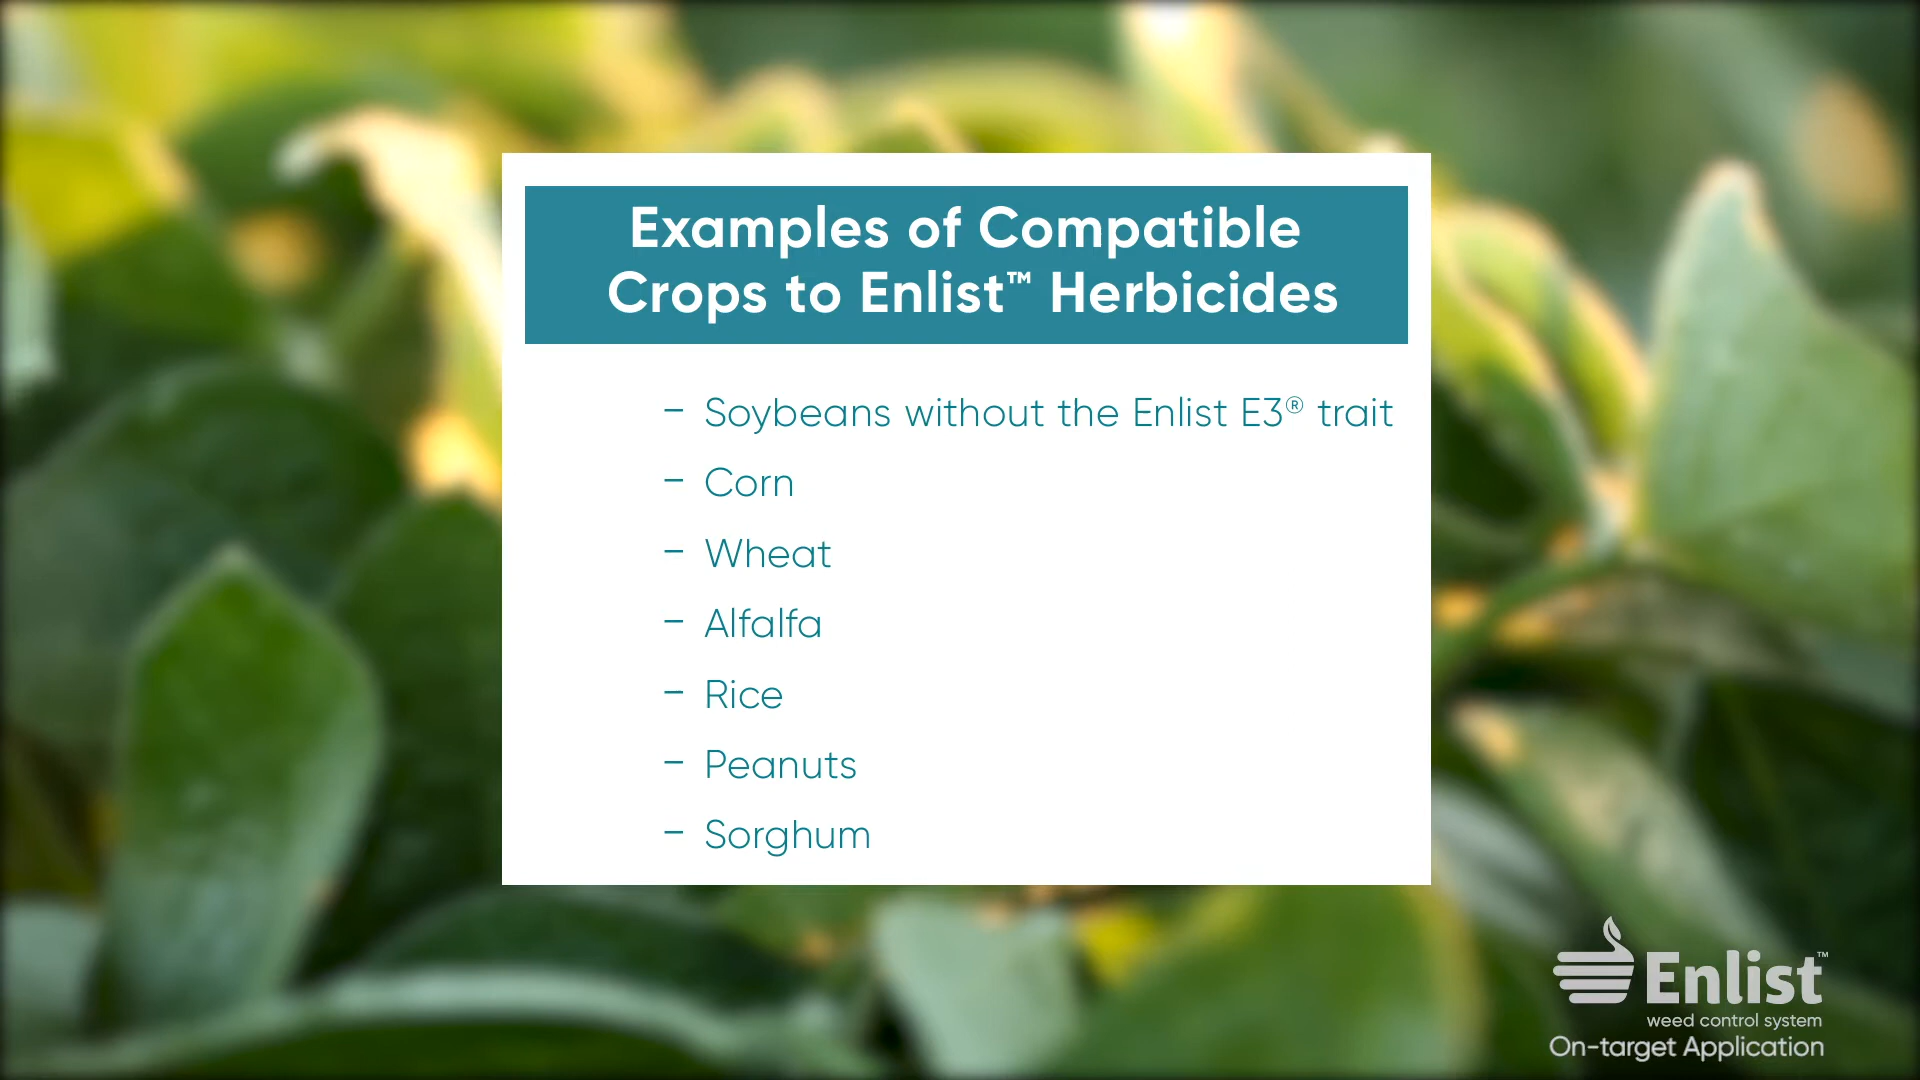 Examples of Compatible
Crops to Enlist™ Herbicides
– Soybeans without the Enlist E3® trait
– Corn
– Wheat
– Alfalfa
– Rice
– Peanuts
– Sorghum
Enlist™
weed control system
On-target Application